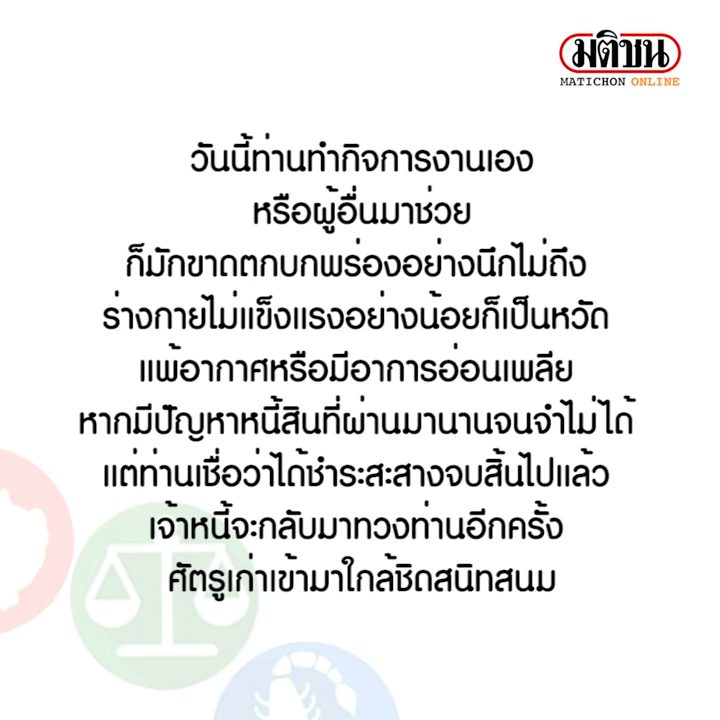 มติชน
MATICHON ONLINE
วันนี้ท่านทำกิจการงานเอง
หรือผู้อื่นมาช่วย
ก็มักขาดตกบกพร่องอย่างนึกไม่ถึง
ร่างกายไม่แข็งแรงอย่างน้อยก็เป็นหวัด
แพ้อากาศหรือมีอาการอ่อนเพลีย
หากมีปัญหาหนี้สินที่ผ่านมานานจนจำไม่ได้
แต่ท่านเชื่อว่าได้ชำระสะสางจบสิ้นไปแล้ว
เจ้าหนี้จะกลับมาทวงท่านอีกครั้ง
ศัตรูเก่าเข้ามาใกล้ชิดสนิทสนม